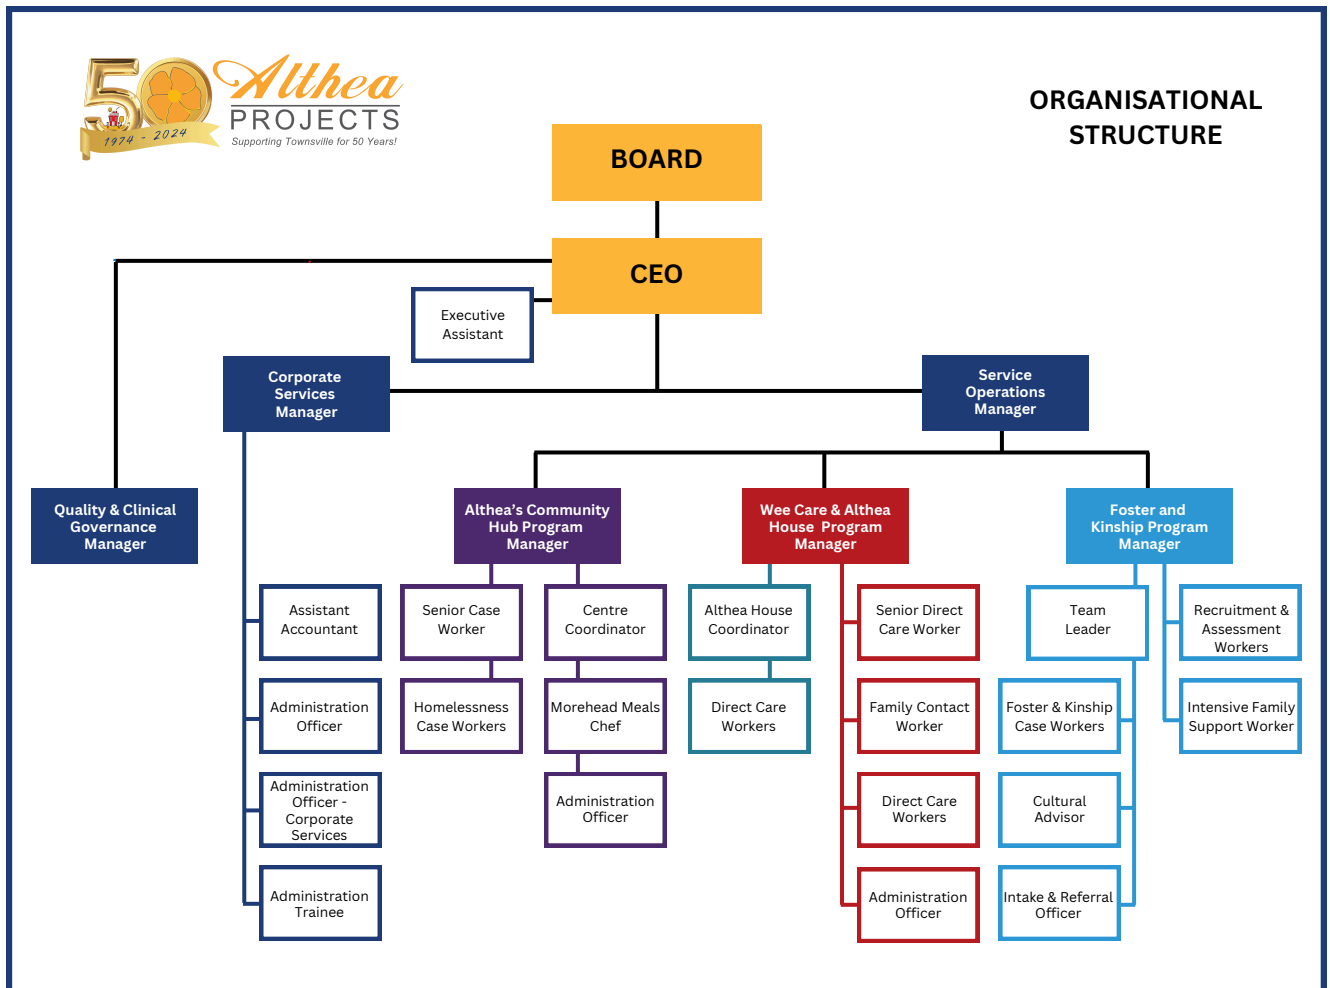 50
1974 - 2024
Althea
PROJECTS
Supporting Townsville for 50 Years!
ORGANISATIONAL
STRUCTURE
BOARD
CEO
Executive
Assistant
Corporate
Services
Manager
Service
Operations
Manager
Quality & Clinical
Governance
Manager
Althea's Community
Hub Program
Manager
Wee Care & Althea
House Program
Manager
Foster and
Kinship Program
Manager
Assistant
Accountant
Administration
Officer
Administration
Officer -
Corporate
Services
Administration
Trainee
Senior Case
Worker
Homelessness
Case Workers
Centre
Coordinator
Morehead Meals
Chef
Administration
Officer
Althea House
Coordinator
Direct Care
Workers
Senior Direct
Care Worker
Family Contact
Worker
Direct Care
Workers
Administration
Officer
Team
Leader
Foster & Kinship
Case Workers
Cultural
Advisor
Intake & Referral
Officer
Recruitment &
Assessment
Workers
Intensive Family
Support Worker